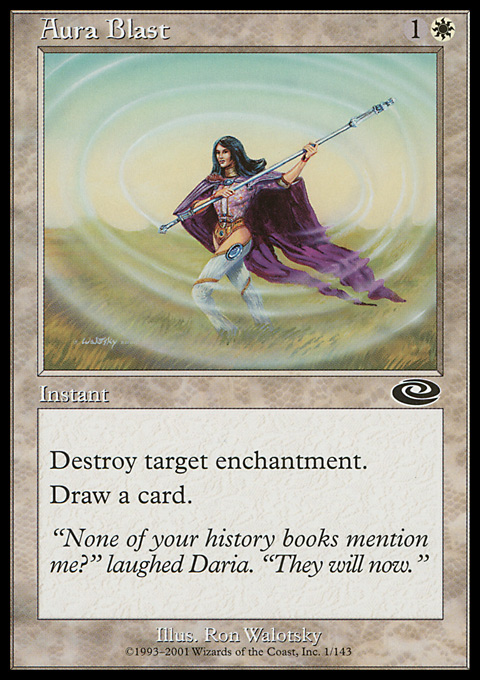 Aura Blast 1
Walotsky
Instant
Destroy target enchantment.
Draw a card.
“None of your history books mention
me?” laughed Daria. “They will now.”
Illus. Ron Walotsky
©1993–2001 Wizards of the Coast, Inc. 1/143